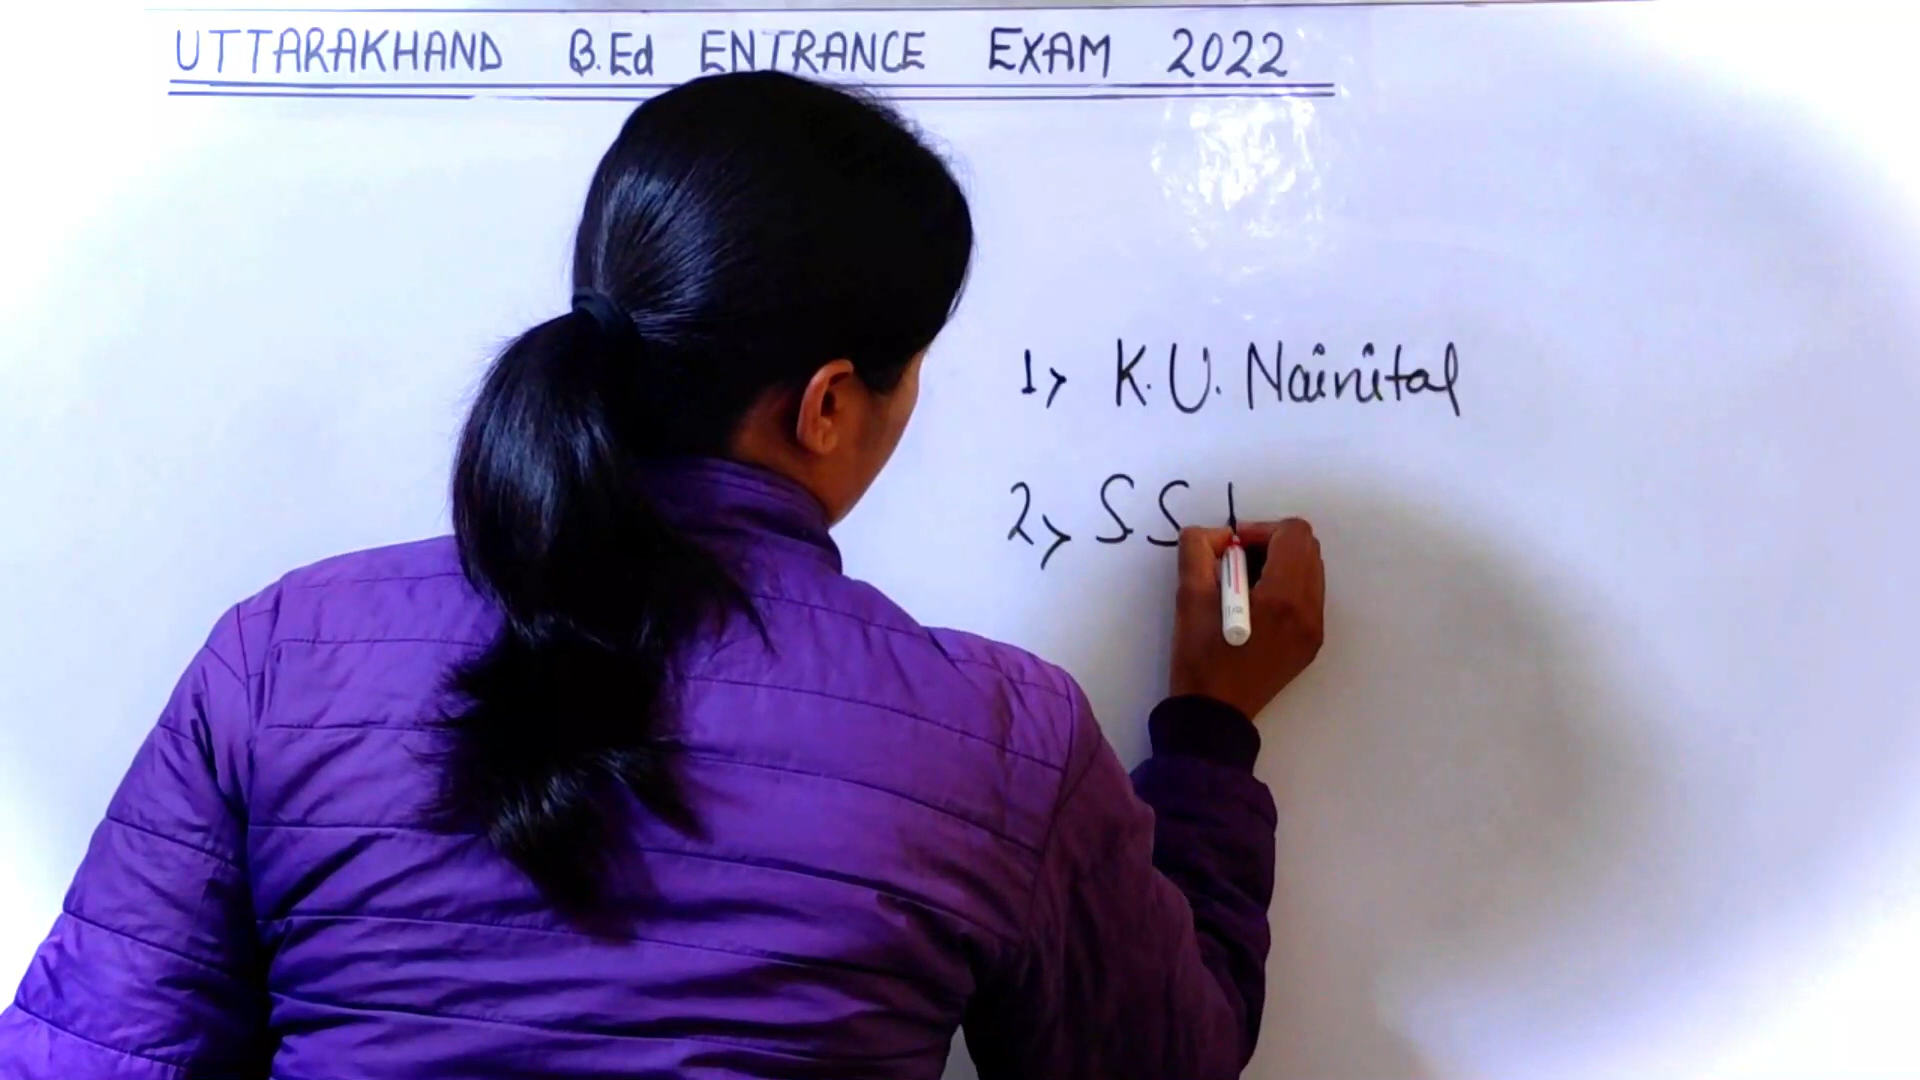 UTTARAKHAND B.Ed ENTRANCE EXAM 2022
1> K.U. Nainital
2> S S